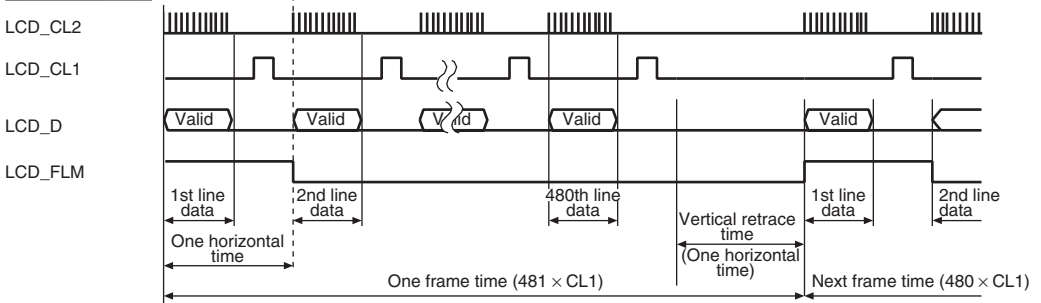 LCD_CL2
LCD_CL1
LCD_D
Valid
Valid
Valid
Valid
Valid
LCD_FLM
1st line
data
2nd line
data
480th line
data
1st line
data
2nd line
data
One horizontal
time
Vertical retrace
time
(One horizontal
time)
One frame time (481 × CL1)
Next frame time (480 × CL1)